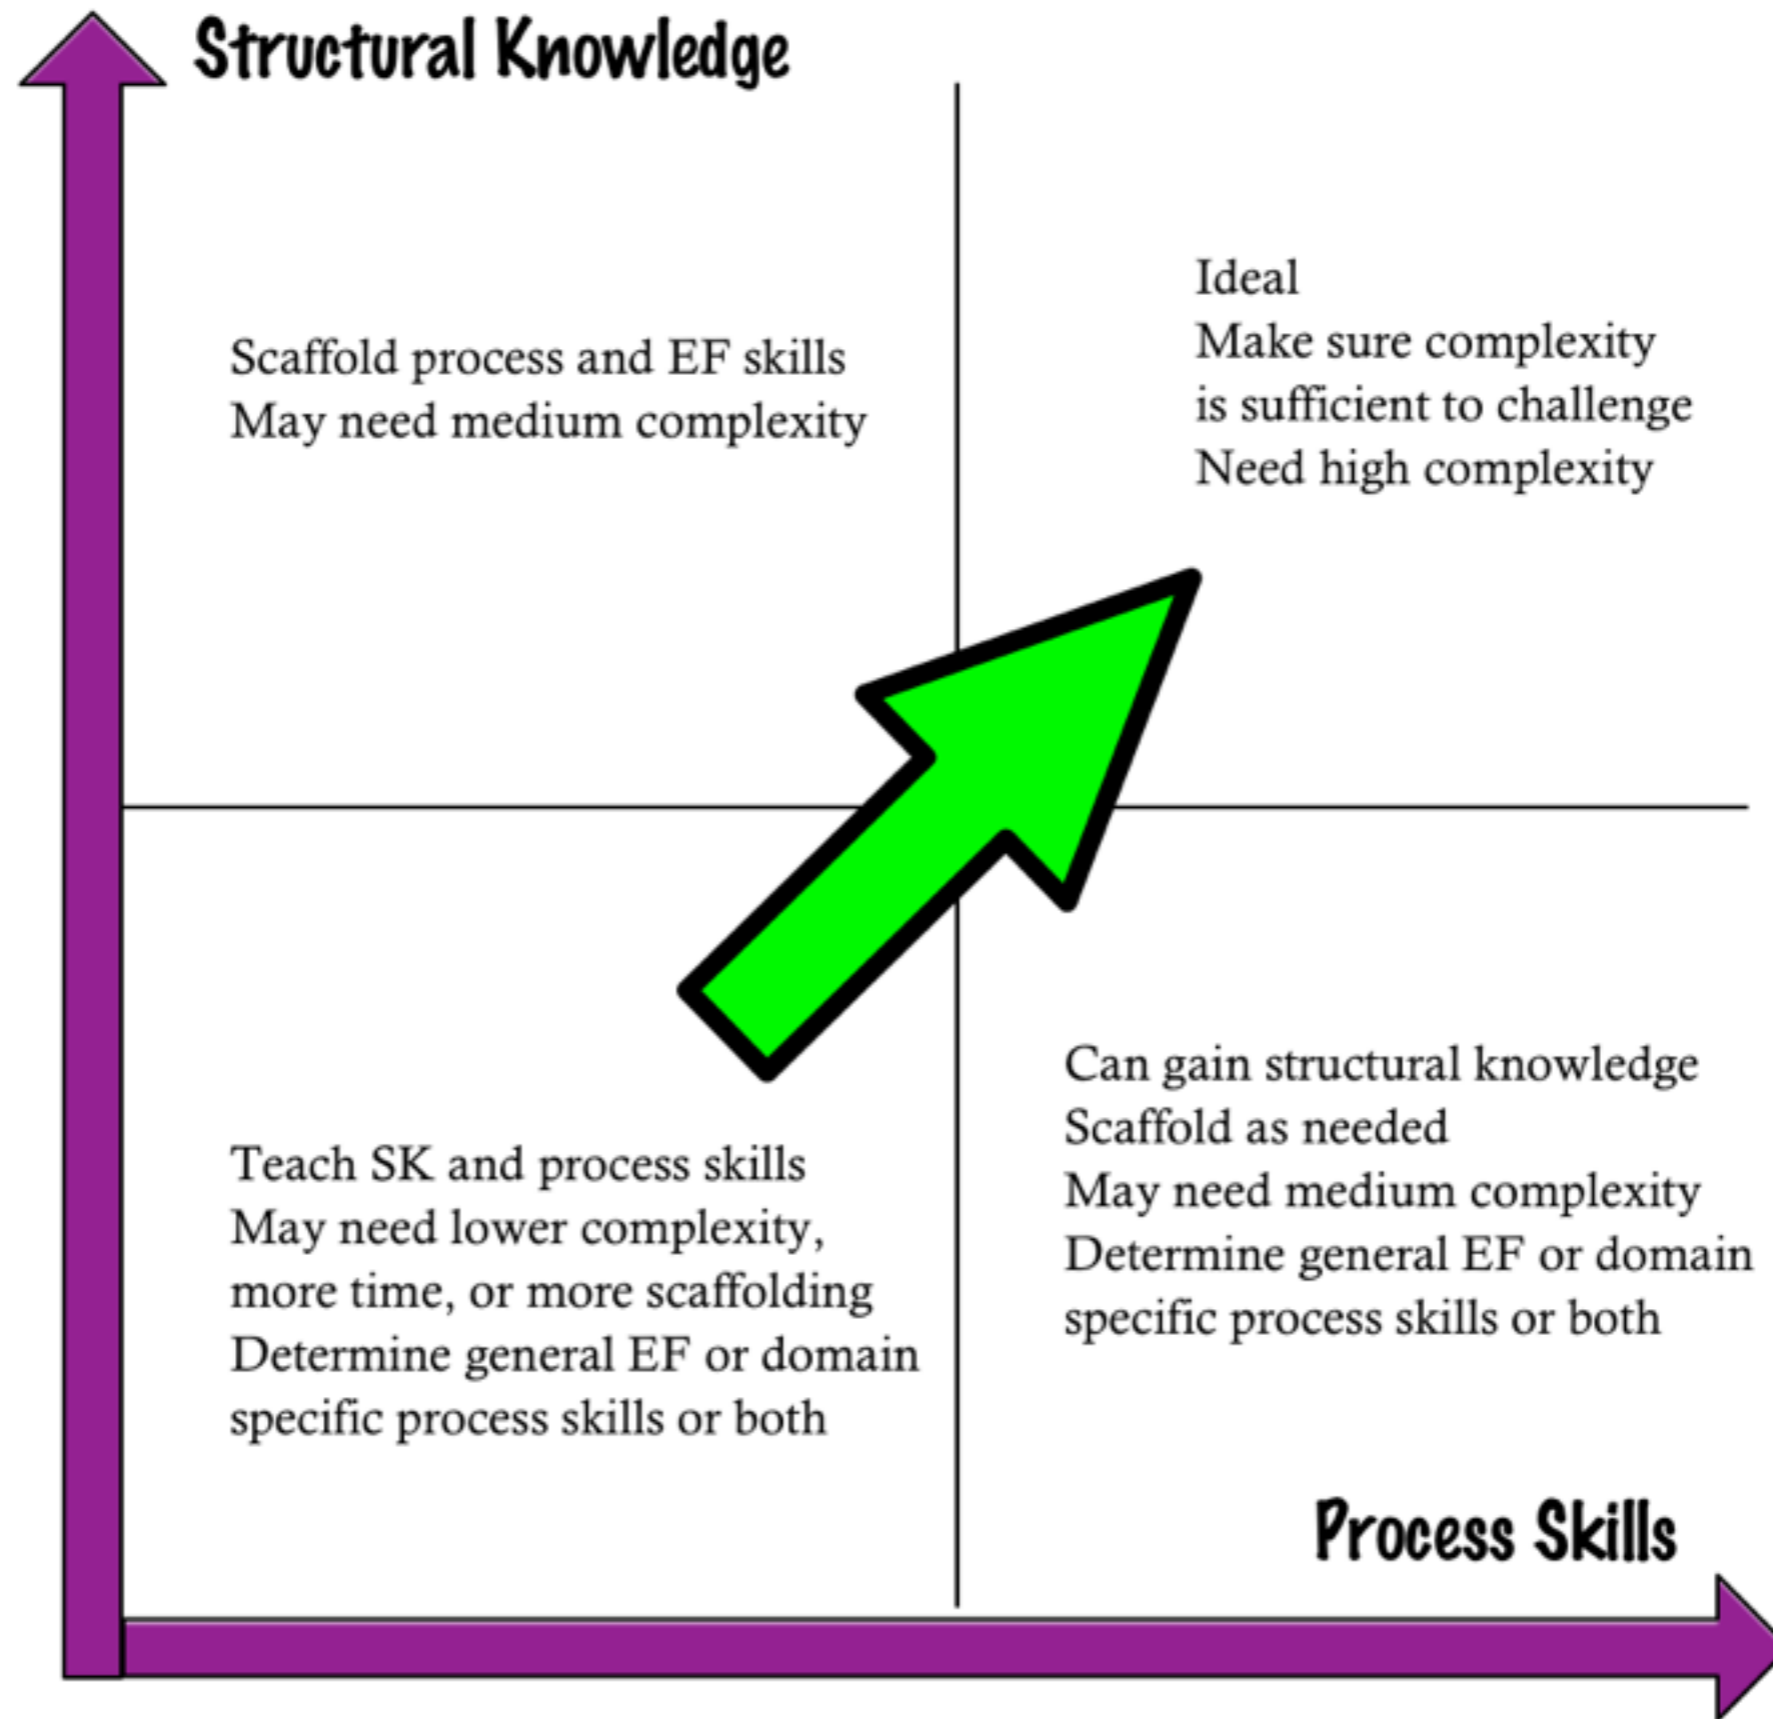 Structural Knowledge
Scaffold process and EF skills
May need medium complexity
Ideal
Make sure complexity
is sufficient to challenge
Need high complexity
Teach SK and process skills
May need lower complexity,
more time, or more scaffolding
Determine general EF or domain
specific process skills or both
Can gain structural knowledge
Scaffold as needed
May need medium complexity
Determine general EF or domain
specific process skills or both
Process Skills